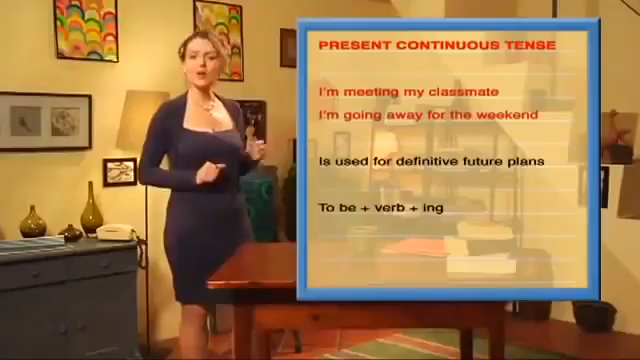 PRESENT CONTINUOUS TENSE
I'm meeting my classmate
I'm going away for the weekend
Is used for definitive future plans
To be + verb + ing